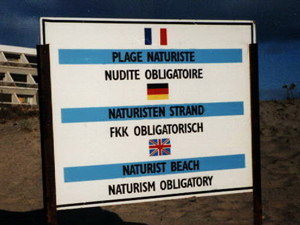 PLAGE NATURISTE
NUDITE OBLIGATOIRE
NATURISTEN STRAND
FKK OBLIGATORISCH
NATURIST BEACH
NATURISM OBLIGATORY